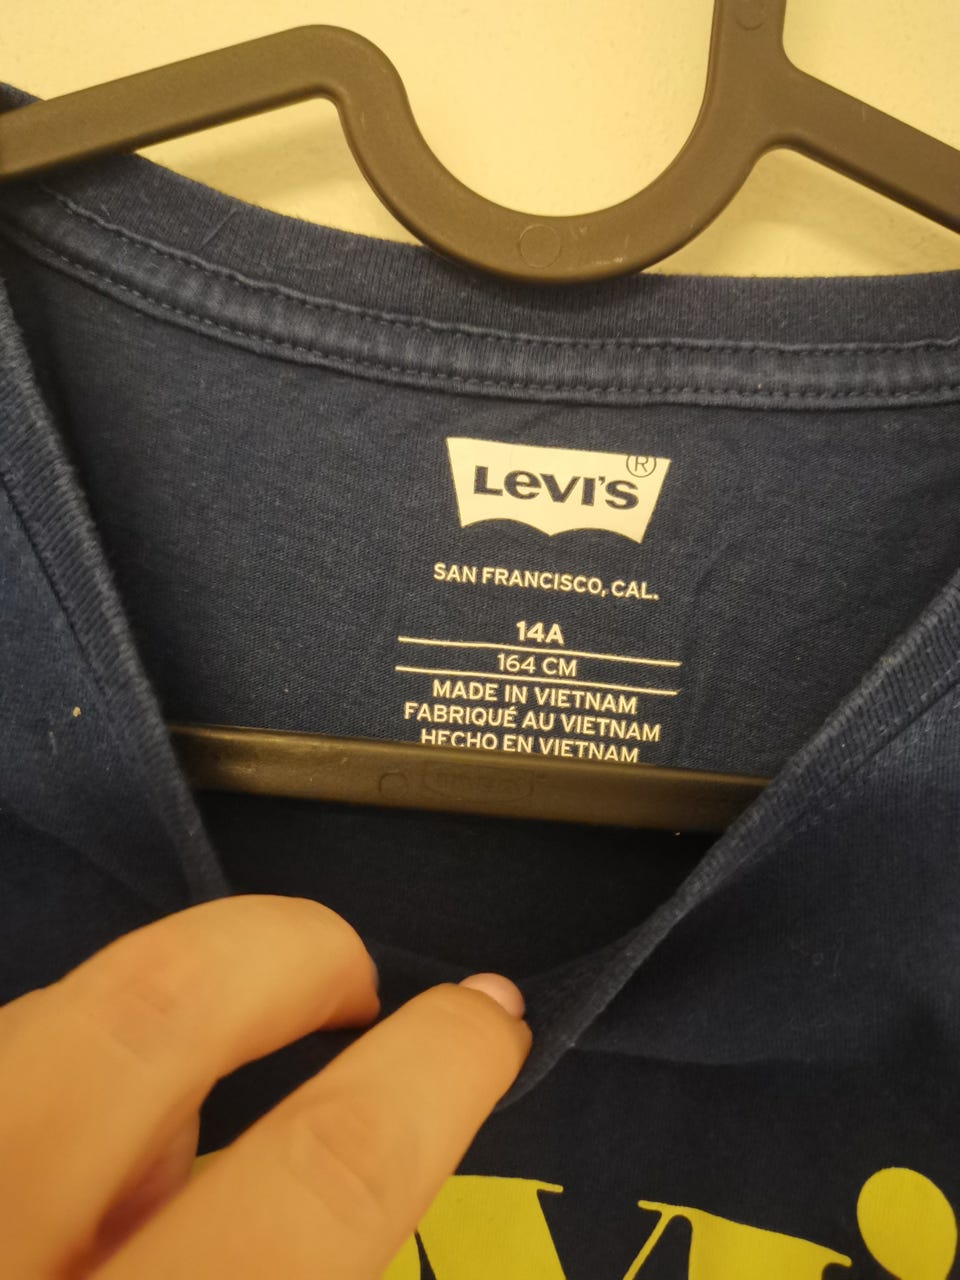 Levi's®
SAN FRANCISCO, CAL.
14A
164 CM
MADE IN VIETNAM
FABRIQUÉ AU VIETNAM
HECHO EN VIETNAM